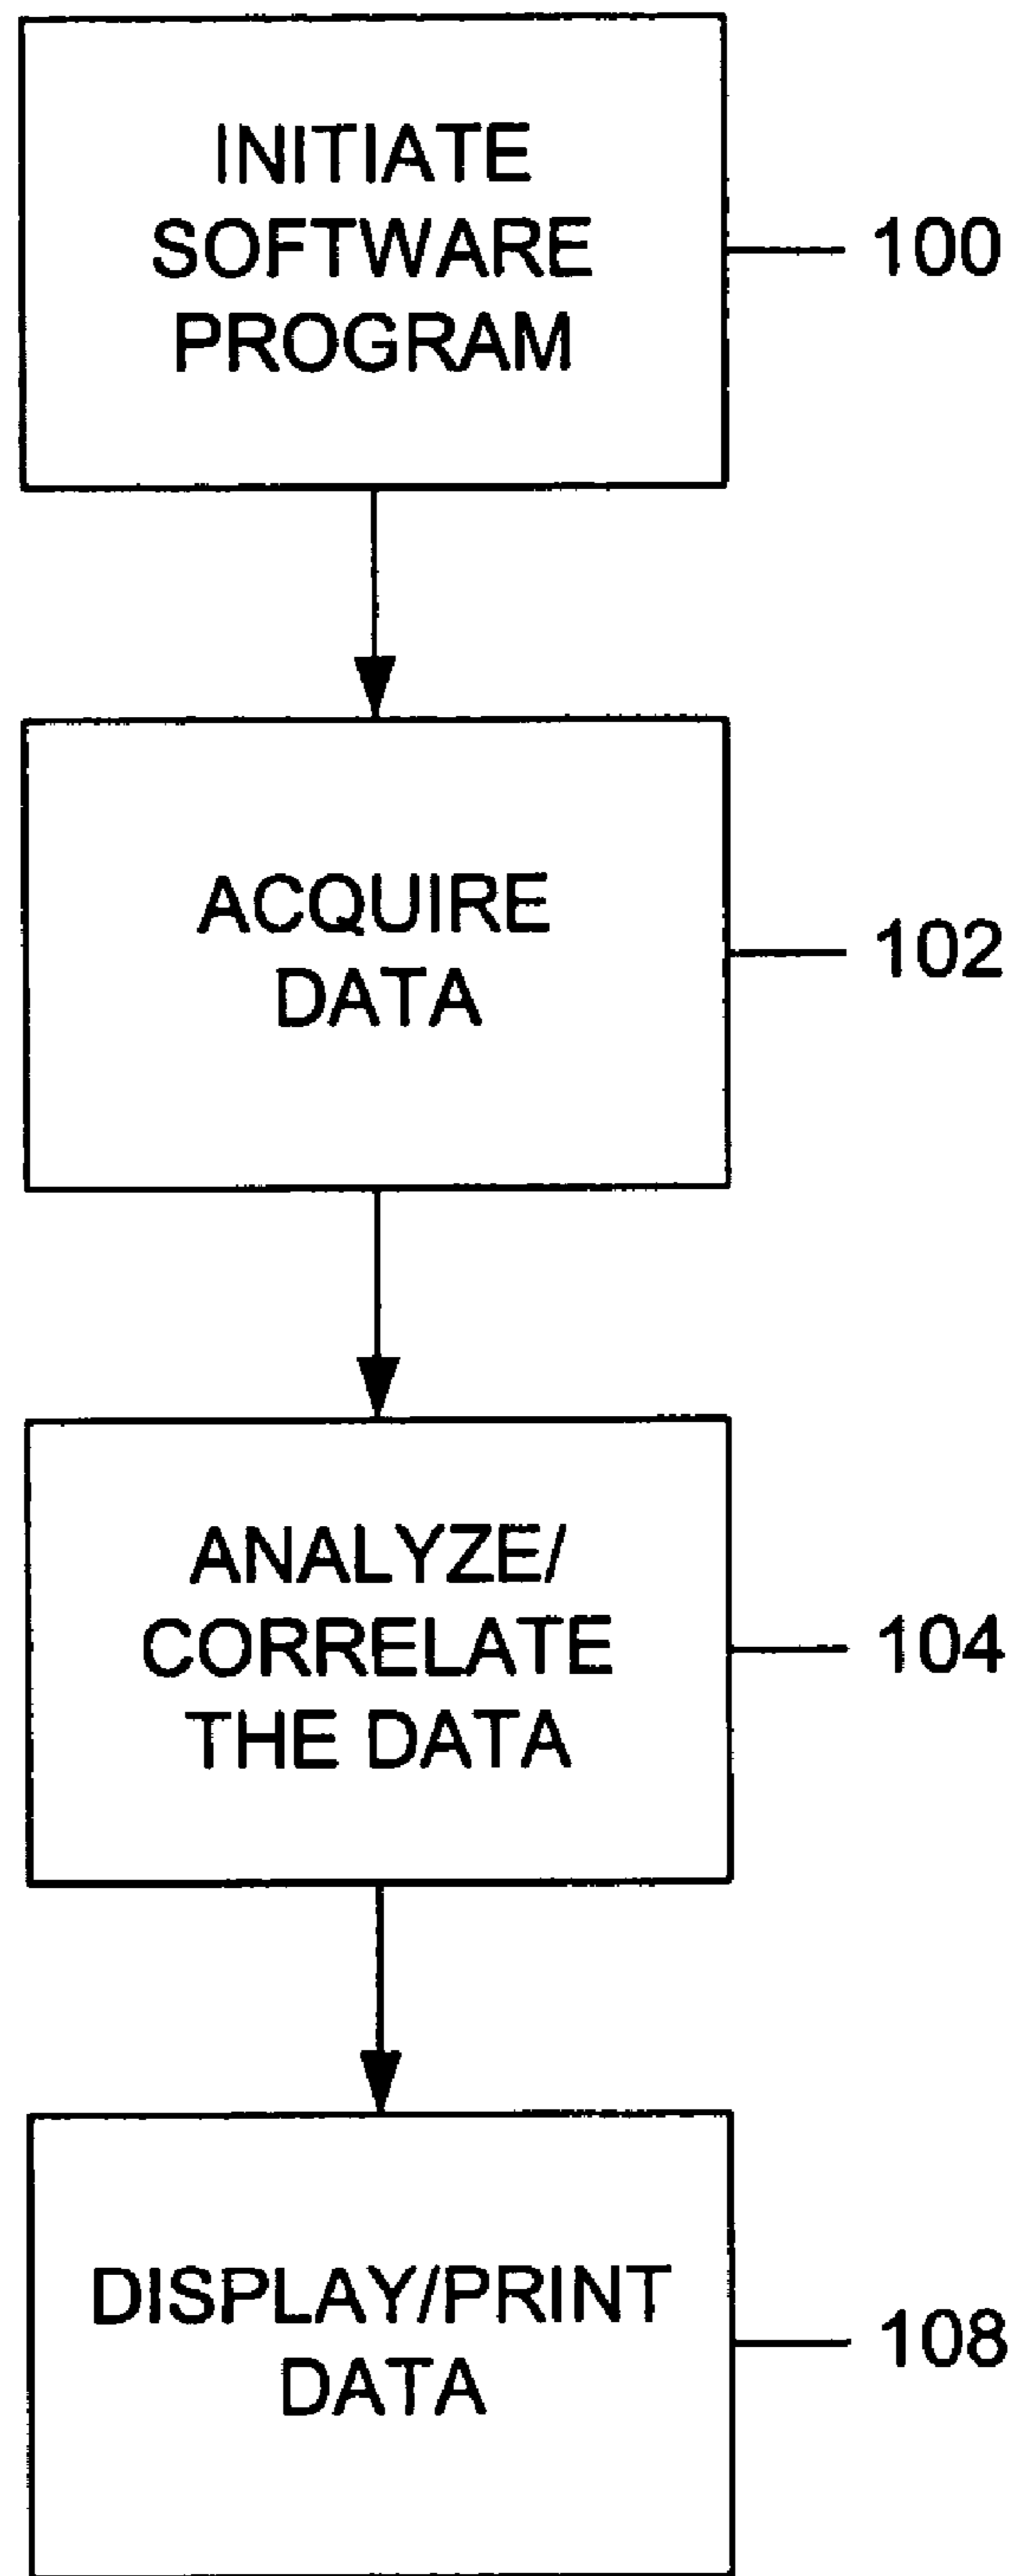 INITIATE
SOFTWARE
PROGRAM
100
ACQUIRE
DATA
102
ANALYZE/
CORRELATE
THE DATA
104
DISPLAY/PRINT
DATA
108